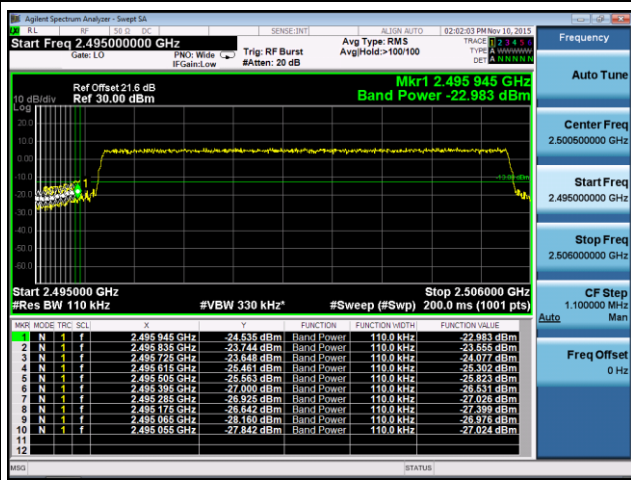 Agilent Spectrum Analyzer - Swept SA
RL RF 50 Ω DC SENSE:INT ALIGN AUTO 02:02:03 PM Nov 10, 2015
Start Freq 2.495000000 GHz
Gate: LO
PNO: Wide
IFGain:Low
Trig: RF Burst
#Atten: 20 dB
Avg Type: RMS
Avg|Hold:>100/100
TRACE 1 2 3 4 5 6
TYPE A WWWWW
DET A NNNNN
Frequency
Auto Tune
Center Freq
2.500500000 GHz
Start Freq
2.495000000 GHz
Stop Freq
2.506000000 GHz
CF Step
1.100000 MHz
Auto Man
Freq Offset
0 Hz
Ref Offset 21.6 dB
10 dB/div Ref 30.00 dBm
Log
Mkr1 2.495 945 GHz
Band Power -22.983 dBm
20.0
10.0
0.00
-10.0
-20.0
-30.0
-40.0
-50.0
-60.0
1
-13.00 dBm
Start 2.495000 GHz Stop 2.506000 GHz
#Res BW 110 kHz #VBW 330 kHz* #Sweep (#Swp) 200.0 ms (1001 pts)
MKR MODE TRC SCL X Y FUNCTION FUNCTION WIDTH FUNCTION VALUE
1 N 1 f 2.495 945 GHz -24.535 dBm Band Power 110.0 kHz -22.983 dBm
2 N 1 f 2.495 835 GHz -23.744 dBm Band Power 110.0 kHz -23.555 dBm
3 N 1 f 2.495 725 GHz -23.648 dBm Band Power 110.0 kHz -24.077 dBm
4 N 1 f 2.495 615 GHz -25.461 dBm Band Power 110.0 kHz -25.302 dBm
5 N 1 f 2.495 505 GHz -25.563 dBm Band Power 110.0 kHz -25.823 dBm
6 N 1 f 2.495 395 GHz -27.000 dBm Band Power 110.0 kHz -26.531 dBm
7 N 1 f 2.495 285 GHz -26.925 dBm Band Power 110.0 kHz -27.026 dBm
8 N 1 f 2.495 175 GHz -26.642 dBm Band Power 110.0 kHz -27.399 dBm
9 N 1 f 2.495 065 GHz -28.160 dBm Band Power 110.0 kHz -26.976 dBm
10 N 1 f 2.495 055 GHz -27.842 dBm Band Power 110.0 kHz -27.024 dBm
11
12
MSG STATUS